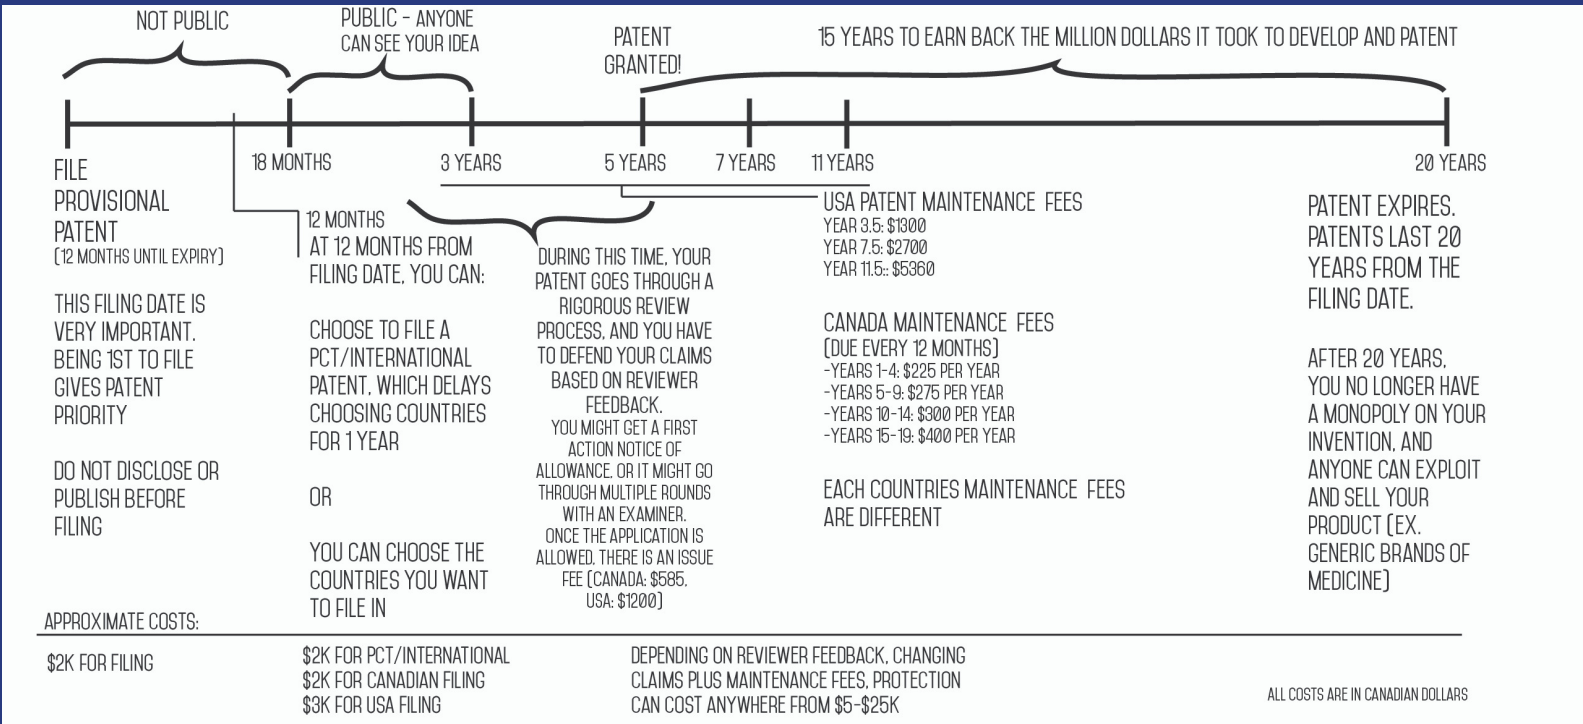 NOT PUBLIC
PUBLIC - ANYONE
CAN SEE YOUR IDEA
PATENT
GRANTED!
15 YEARS TO EARN BACK THE MILLION DOLLARS IT TOOK TO DEVELOP AND PATENT
18 MONTHS
3 YEARS
5 YEARS
7 YEARS
11 YEARS
20 YEARS
FILE
PROVISIONAL
PATENT
(12 MONTHS UNTIL EXPIRY)
THIS FILING DATE IS
VERY IMPORTANT.
BEING 1ST TO FILE
GIVES PATENT
PRIORITY
DO NOT DISCLOSE OR
PUBLISH BEFORE
FILING
12 MONTHS
AT 12 MONTHS FROM
FILING DATE, YOU CAN:
CHOOSE TO FILE A
PCT/INTERNATIONAL
PATENT, WHICH DELAYS
CHOOSING COUNTRIES
FOR 1 YEAR
OR
YOU CAN CHOOSE THE
COUNTRIES YOU WANT
TO FILE IN
DURING THIS TIME, YOUR
PATENT GOES THROUGH A
RIGOROUS REVIEW
PROCESS, AND YOU HAVE
TO DEFEND YOUR CLAIMS
BASED ON REVIEWER
FEEDBACK.
YOU MIGHT GET A FIRST
ACTION NOTICE OF
ALLOWANCE, OR IT MIGHT GO
THROUGH MULTIPLE ROUNDS
WITH AN EXAMINER.
ONCE THE APPLICATION IS
ALLOWED, THERE IS AN ISSUE
FEE (CANADA: $585,
USA: $1200)
USA PATENT MAINTENANCE FEES
YEAR 3.5: $1300
YEAR 7.5: $2700
YEAR 11.5:: $5360
CANADA MAINTENANCE FEES
(DUE EVERY 12 MONTHS)
-YEARS 1-4: $225 PER YEAR
-YEARS 5-9: $275 PER YEAR
-YEARS 10-14: $300 PER YEAR
-YEARS 15-19: $400 PER YEAR
EACH COUNTRIES MAINTENANCE FEES
ARE DIFFERENT
PATENT EXPIRES.
PATENTS LAST 20
YEARS FROM THE
FILING DATE.
AFTER 20 YEARS,
YOU NO LONGER HAVE
A MONOPOLY ON YOUR
INVENTION, AND
ANYONE CAN EXPLOIT
AND SELL YOUR
PRODUCT (EX.
GENERIC BRANDS OF
MEDICINE)
APPROXIMATE COSTS:
$2K FOR FILING
$2K FOR PCT/INTERNATIONAL
$2K FOR CANADIAN FILING
$3K FOR USA FILING
DEPENDING ON REVIEWER FEEDBACK, CHANGING
CLAIMS PLUS MAINTENANCE FEES, PROTECTION
CAN COST ANYWHERE FROM $5-$25K
ALL COSTS ARE IN CANADIAN DOLLARS